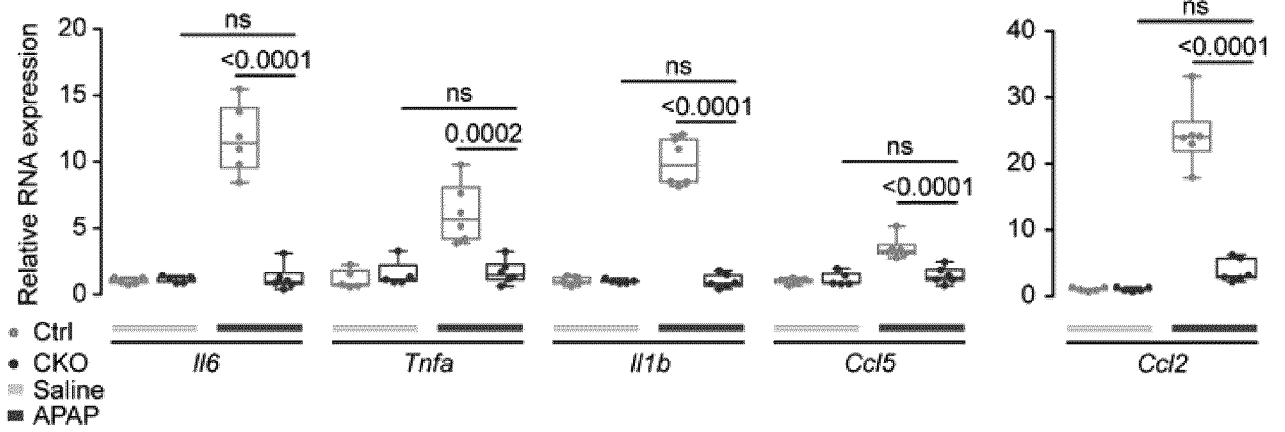 Relative RNA expression
20
15
10
5
0
ns
<0.0001
ns
0.0002
ns
<0.0001
ns
<0.0001
40
30
20
10
0
ns
<0.0001
Il6
Tnfa
Il1b
Ccl5
Ccl2
Ctrl
CKO
Saline
APAP